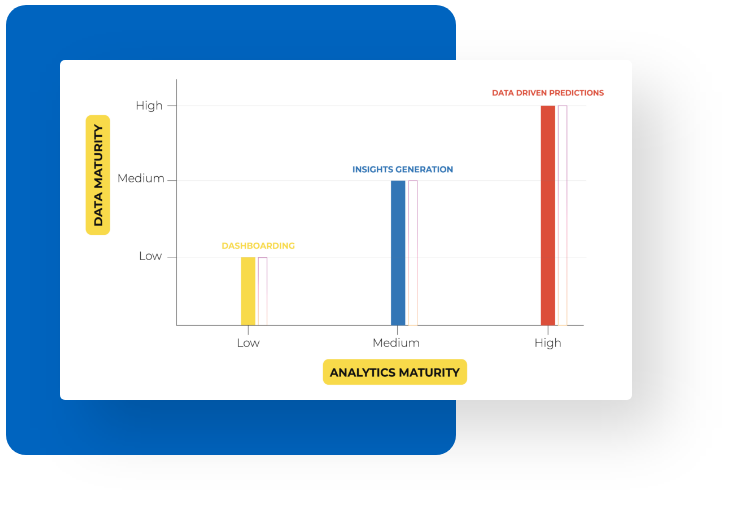 DATA DRIVEN PREDICTIONS
High
INSIGHTS GENERATION
Medium
DATA MATURITY
DASHBOARDING
Low
Low
Medium
High
ANALYTICS MATURITY